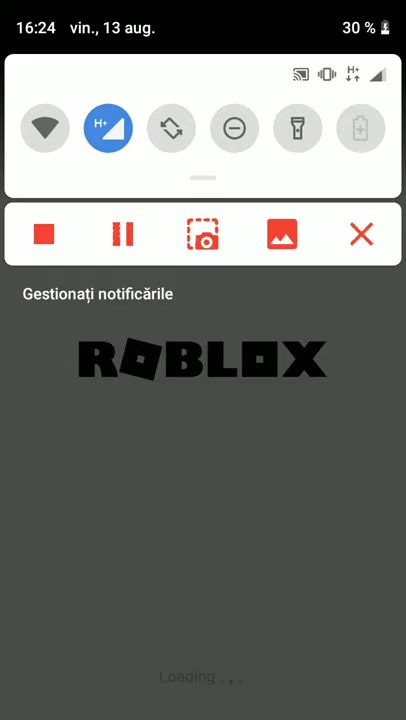 16:24 vin., 13 aug. 30 %
H+
H+
Gestionați notificările
ROBLOX
Loading ...